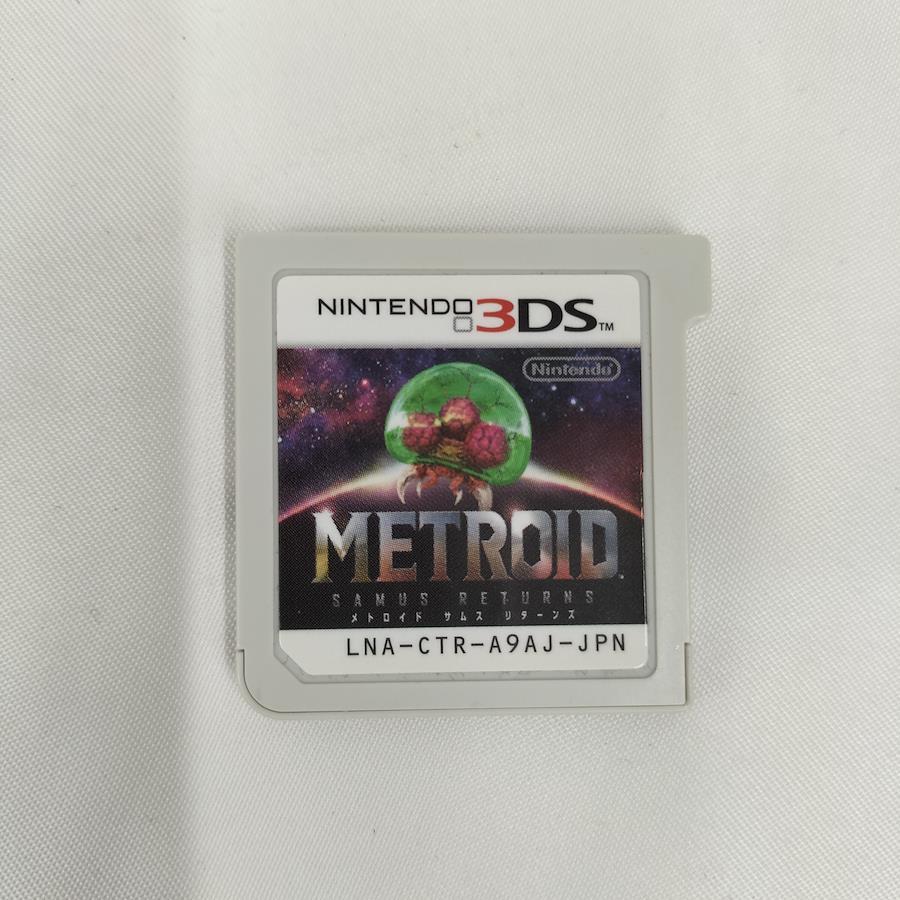 NINTENDO 3DS™
Nintendo
METROID
SAMUS RETURNS
メトロイド サムス リターンズ
LNA-CTR-A9AJ-JPN